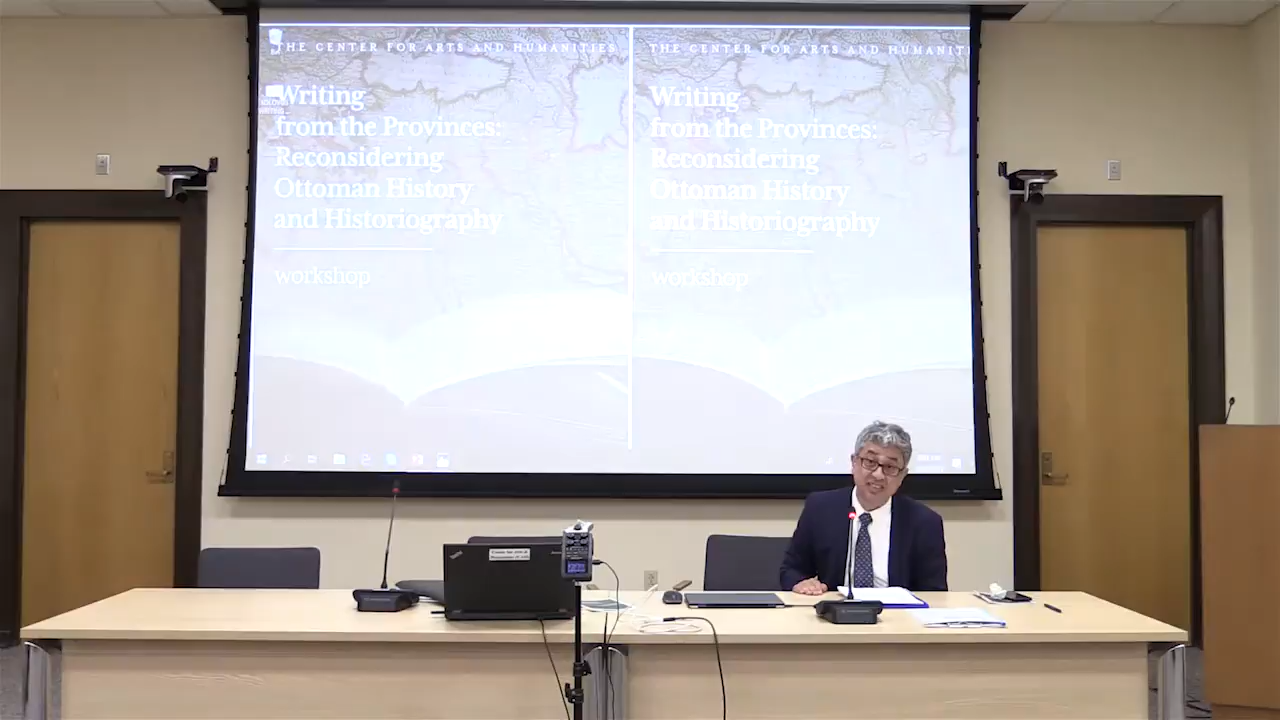 THE CENTER FOR ARTS AND HUMANITIES
Writing
from the Provinces:
Reconsidering
Ottoman History
and Historiography
workshop
THE CENTER FOR ARTS AND HUMANITI
Writing
from the Provinces:
Reconsidering
Ottoman History
and Historiography
workshop